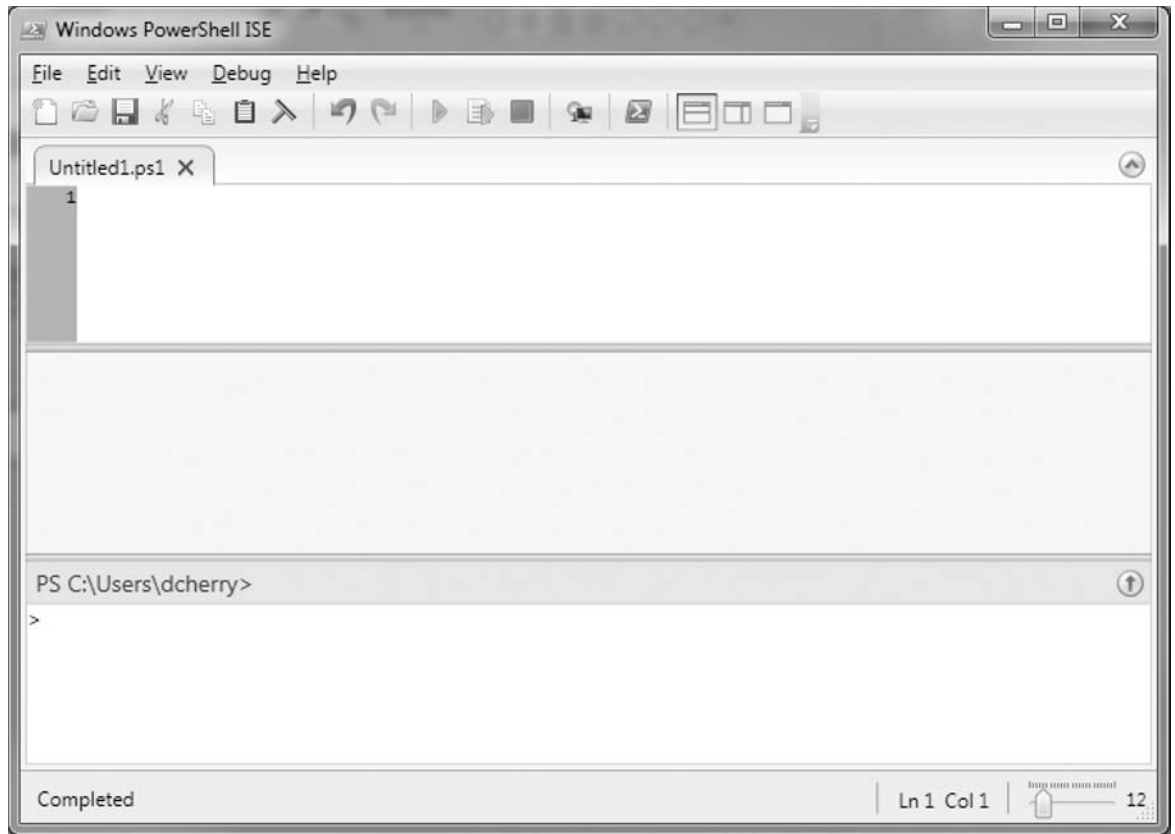 Windows PowerShell ISE
File Edit View Debug Help
Untitled1.ps1
1
PS C:\Users\dcherry>
>
Completed Ln 1 Col 1 12